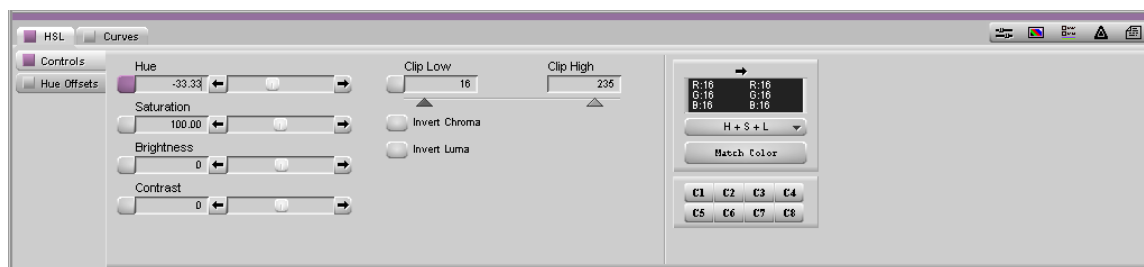 HSL Curves
Controls
Hue Offsets
Hue
-33.33
Saturation
100.00
Brightness
0
Contrast
0
Clip Low Clip High
16 235
Invert Chroma
Invert Luma
R:16 R:16
G:16 G:16
B:16 B:16
H + S + L
Match Color
C1 C2 C3 C4
C5 C6 C7 C8